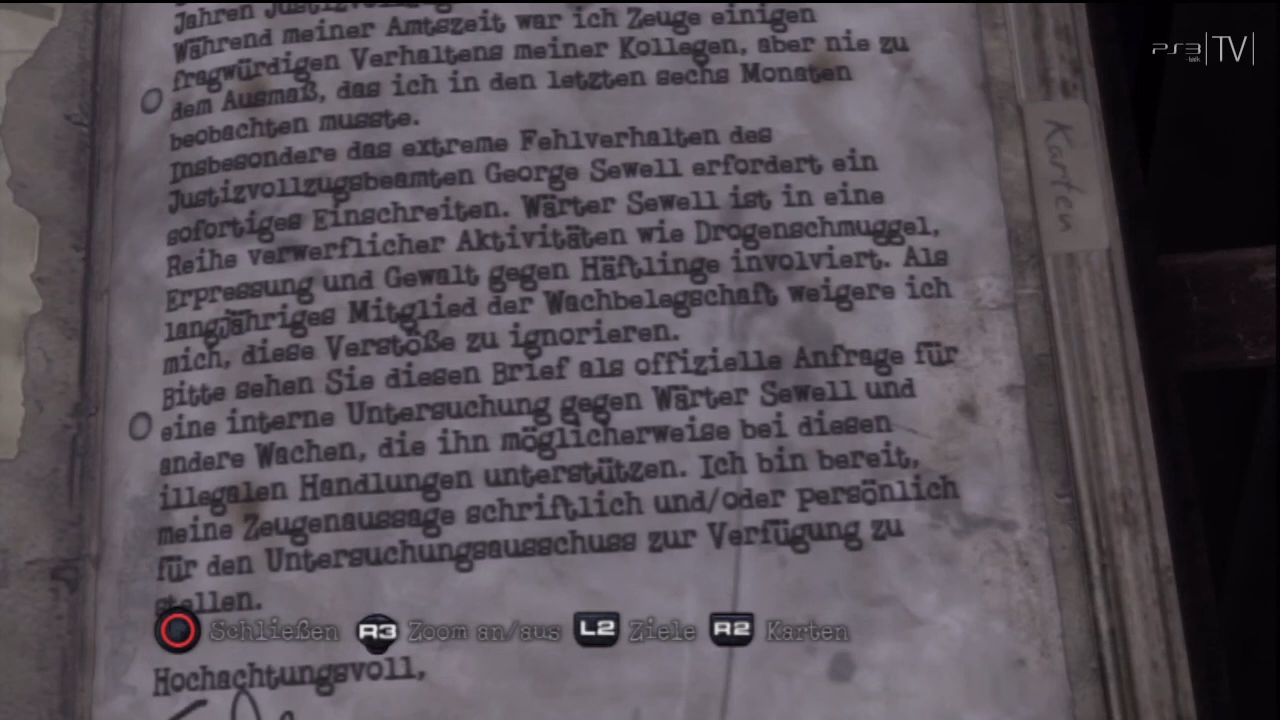 Jahren
Während meiner Amtszeit war ich Zeuge einigen
fragwürdigen Verhaltens meiner Kollegen, aber nie zu
dem Ausmaß, das ich in den letzten sechs Monaten
beobachten musste.
Insbesondere das extreme Fehlverhalten des
Justizvollzugsbeamten George Sewell erfordert ein
sofortiges Einschreiten. Wärter Sewell ist in eine
Reihe verwerflicher Aktivitäten wie Drogenschmuggel,
Erpressung und Gewalt gegen Häftlinge involviert. Als
langjähriges Mitglied der Wachbelegschaft weigere ich
mich, diese Verstöße zu ignorieren.
Bitte sehen Sie diesen Brief als offizielle Anfrage für
eine interne Untersuchung gegen Wärter Sewell und
andere Wachen, die ihn möglicherweise bei diesen
illegalen Handlungen unterstützen. Ich bin bereit,
meine Zeugenaussage schriftlich und/oder persönlich
für den Untersuchungsausschuss zur Verfügung zu
stellen.
Schließen R3 Zoom an/aus L2 Ziele R2 Karten
Hochachtungsvoll,
Karten
PS3 TV
-talk